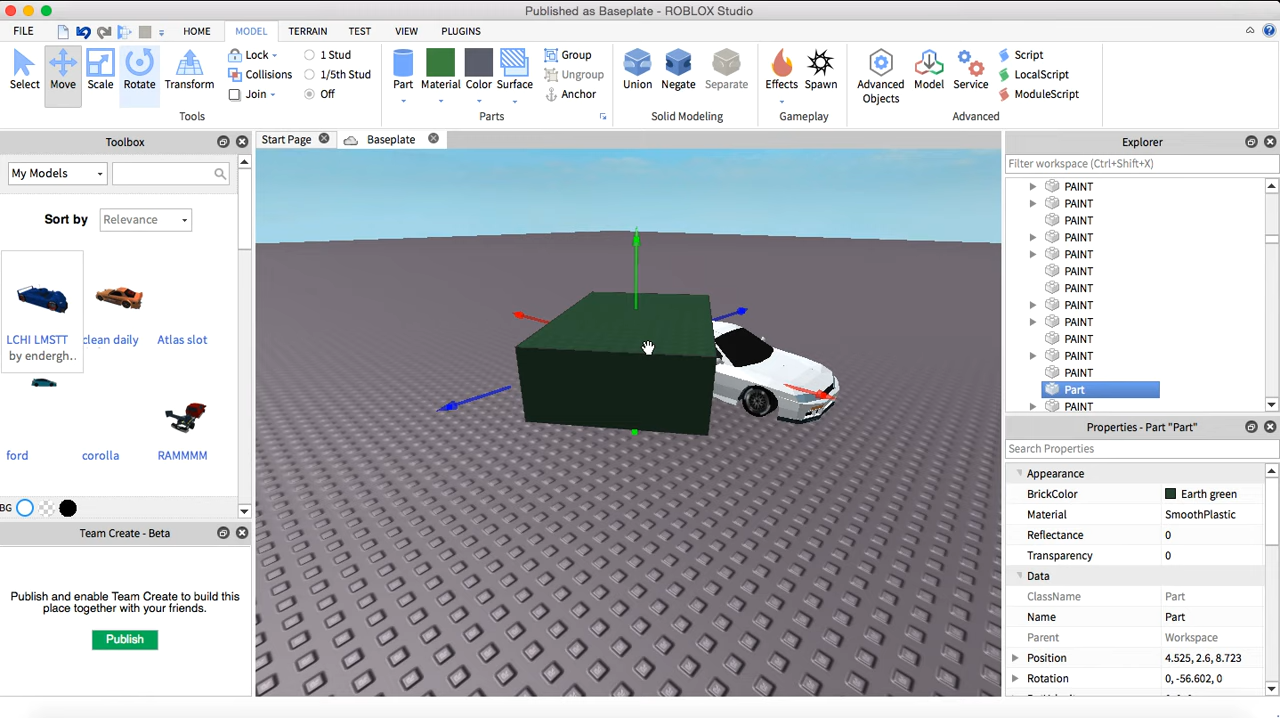 Published as Baseplate - ROBLOX Studio
FILE HOME MODEL TERRAIN TEST VIEW PLUGINS
Select Move Scale Rotate Transform
Lock
Collisions
Join
1 Stud
1/5th Stud
Off
Tools
Part Material Color Surface
Group
Ungroup
Anchor
Parts
Union Negate Separate
Solid Modeling
Effects Spawn
Gameplay
Advanced Objects
Model Service
Script
LocalScript
ModuleScript
Advanced
Toolbox
My Models
Sort by Relevance
LCHI LMSTT
by endergh...
clean daily
Atlas slot
ford
corolla
RAMMMM
BG
Team Create - Beta
Publish and enable Team Create to build this
place together with your friends.
Publish
Start Page
Baseplate
Explorer
Filter workspace (Ctrl+Shift+X)
PAINT
PAINT
PAINT
PAINT
PAINT
PAINT
PAINT
PAINT
PAINT
PAINT
PAINT
PAINT
Part
PAINT
Properties - Part "Part"
Search Properties
Appearance
BrickColor Earth green
Material SmoothPlastic
Reflectance 0
Transparency 0
Data
ClassName Part
Name Part
Parent Workspace
Position 4.525, 2.6, 8.723
Rotation 0, -56.602, 0